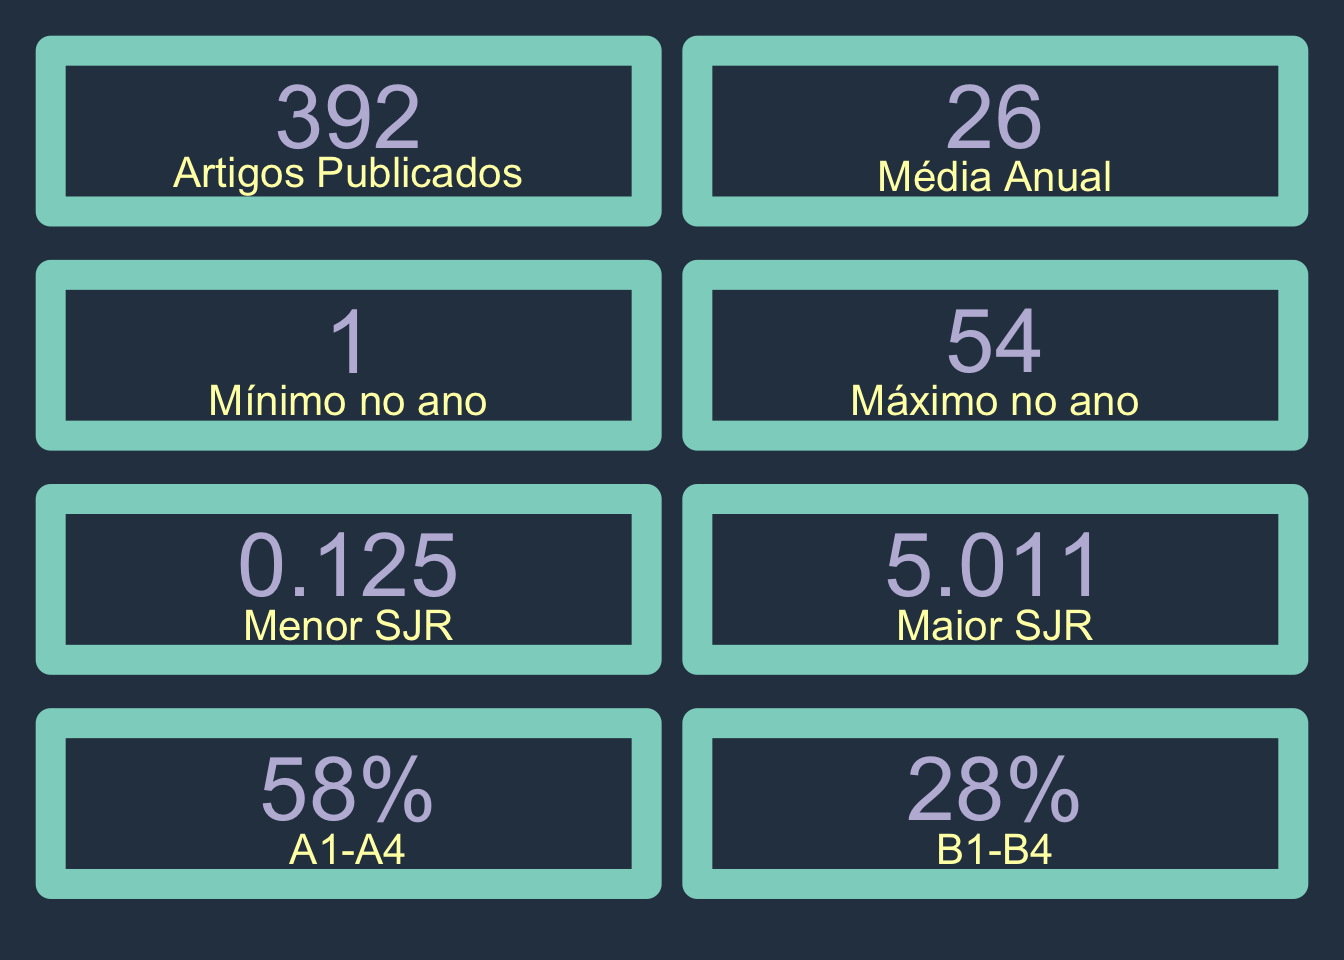 392
Artigos Publicados
26
Média Anual
1
Mínimo no ano
54
Máximo no ano
0.125
Menor SJR
5.011
Maior SJR
58%
A1-A4
28%
B1-B4